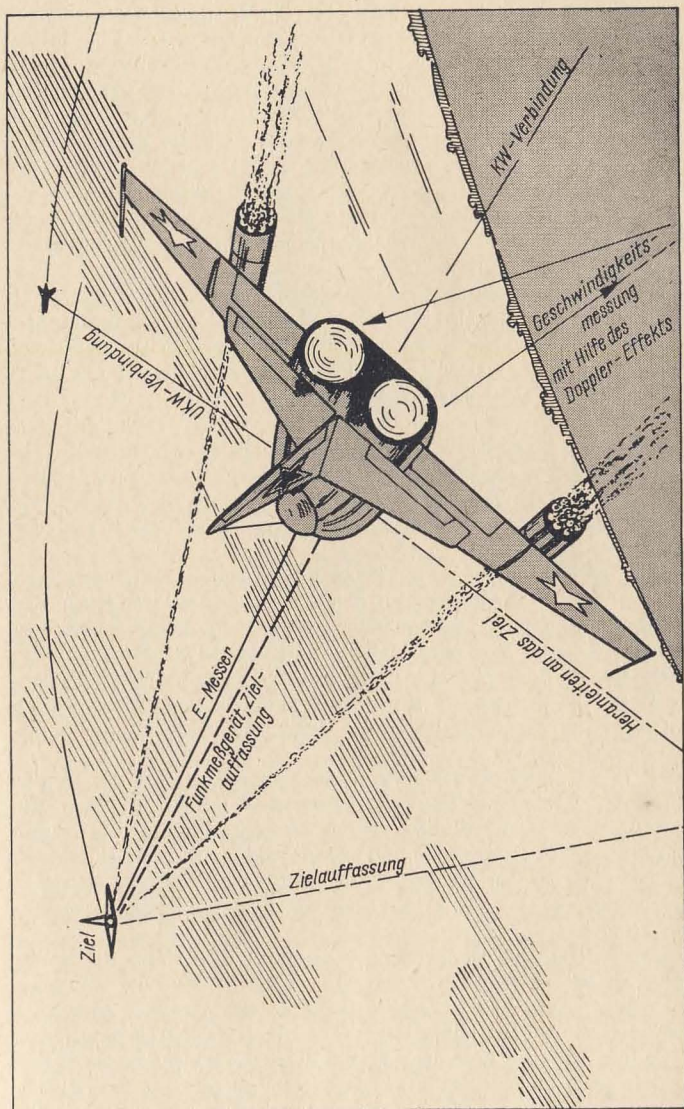 KW-Verbindung
Geschwindigkeits-
messung
mit Hilfe des
Doppler-Effekts
UKW-Verbindung
E-Messer
Funkmeßgerät, Ziel-
auffassung
Heranleiten an das Ziel
Zielauffassung
Ziel